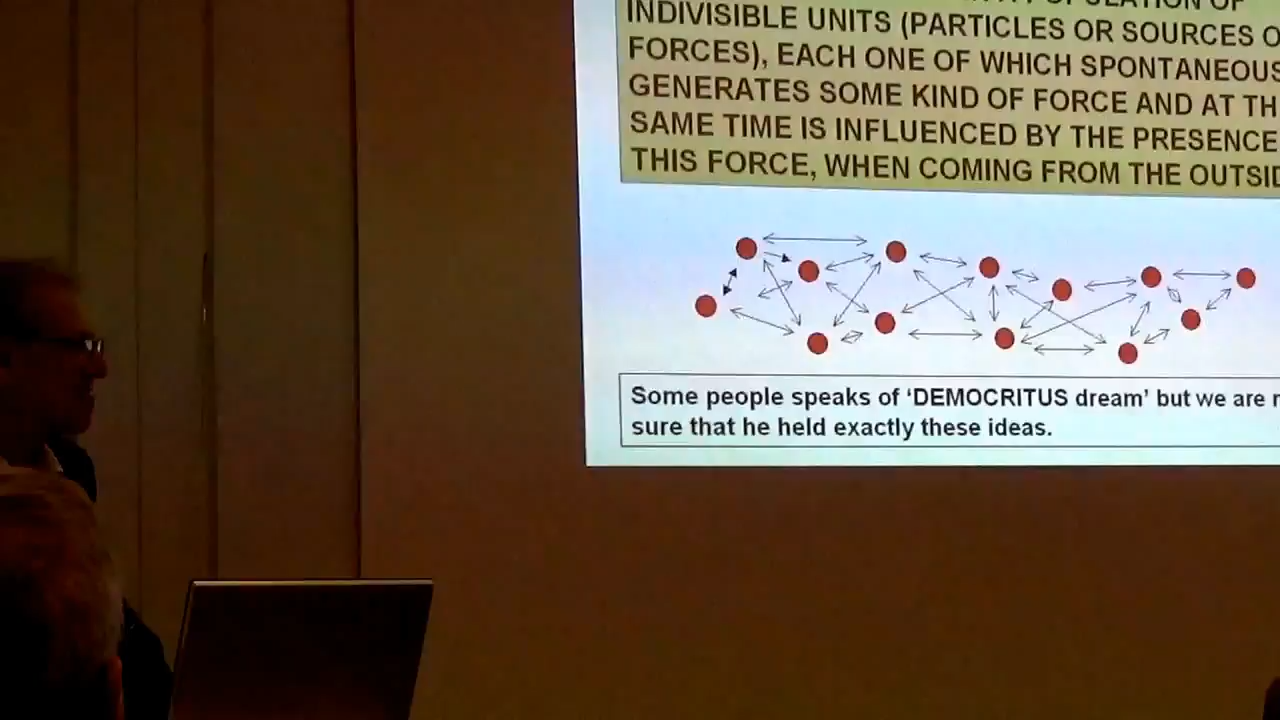 POPULATION OF
INDIVISIBLE UNITS (PARTICLES OR SOURCES O
FORCES), EACH ONE OF WHICH SPONTANEOUS
GENERATES SOME KIND OF FORCE AND AT TH
SAME TIME IS INFLUENCED BY THE PRESENCE
THIS FORCE, WHEN COMING FROM THE OUTSID
Some people speaks of ‘DEMOCRITUS dream’ but we are
sure that he held exactly these ideas.